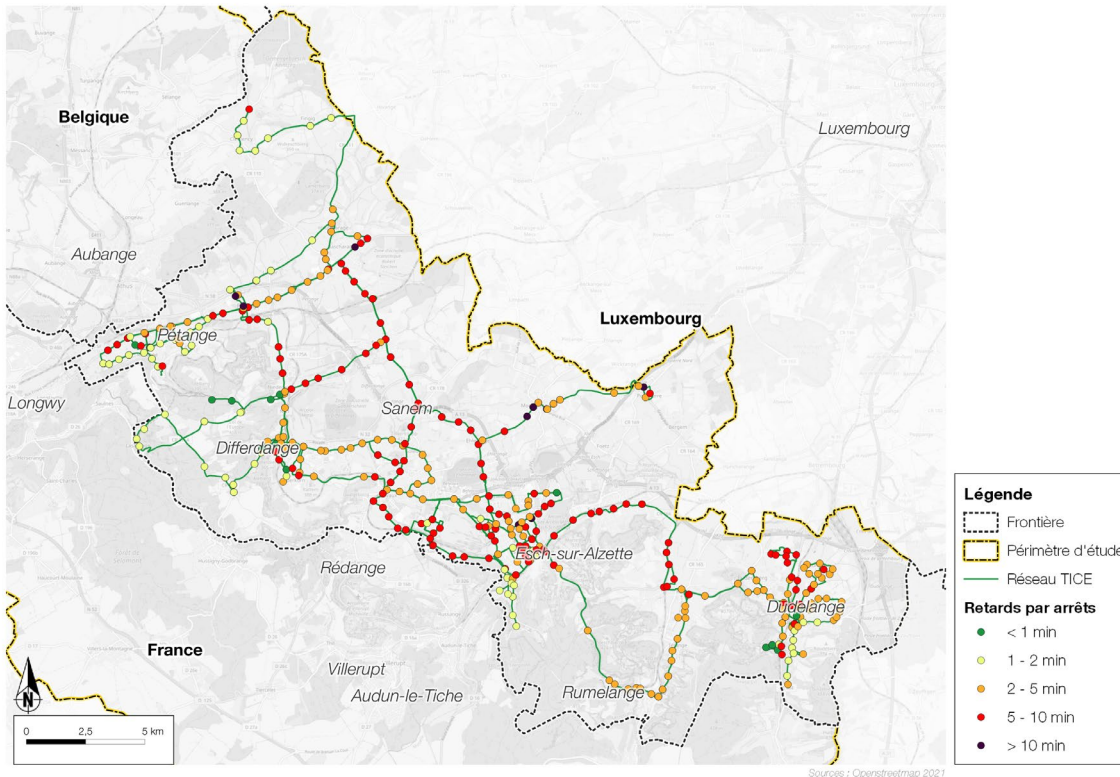 Belgique
Luxembourg
Aubange
Luxembourg
Pétange
Longwy
Sanem
Differdange
Esch-sur-Alzette
Rédange
Dudelange
France
Villerupt
Rumelange
Audun-le-Tiche
N
0 2,5 5 km
Légende
Frontière
Périmètre d'étude
Réseau TICE
Retards par arrêts
< 1 min
1 - 2 min
2 - 5 min
5 - 10 min
> 10 min
Sources : Openstreetmap 2021